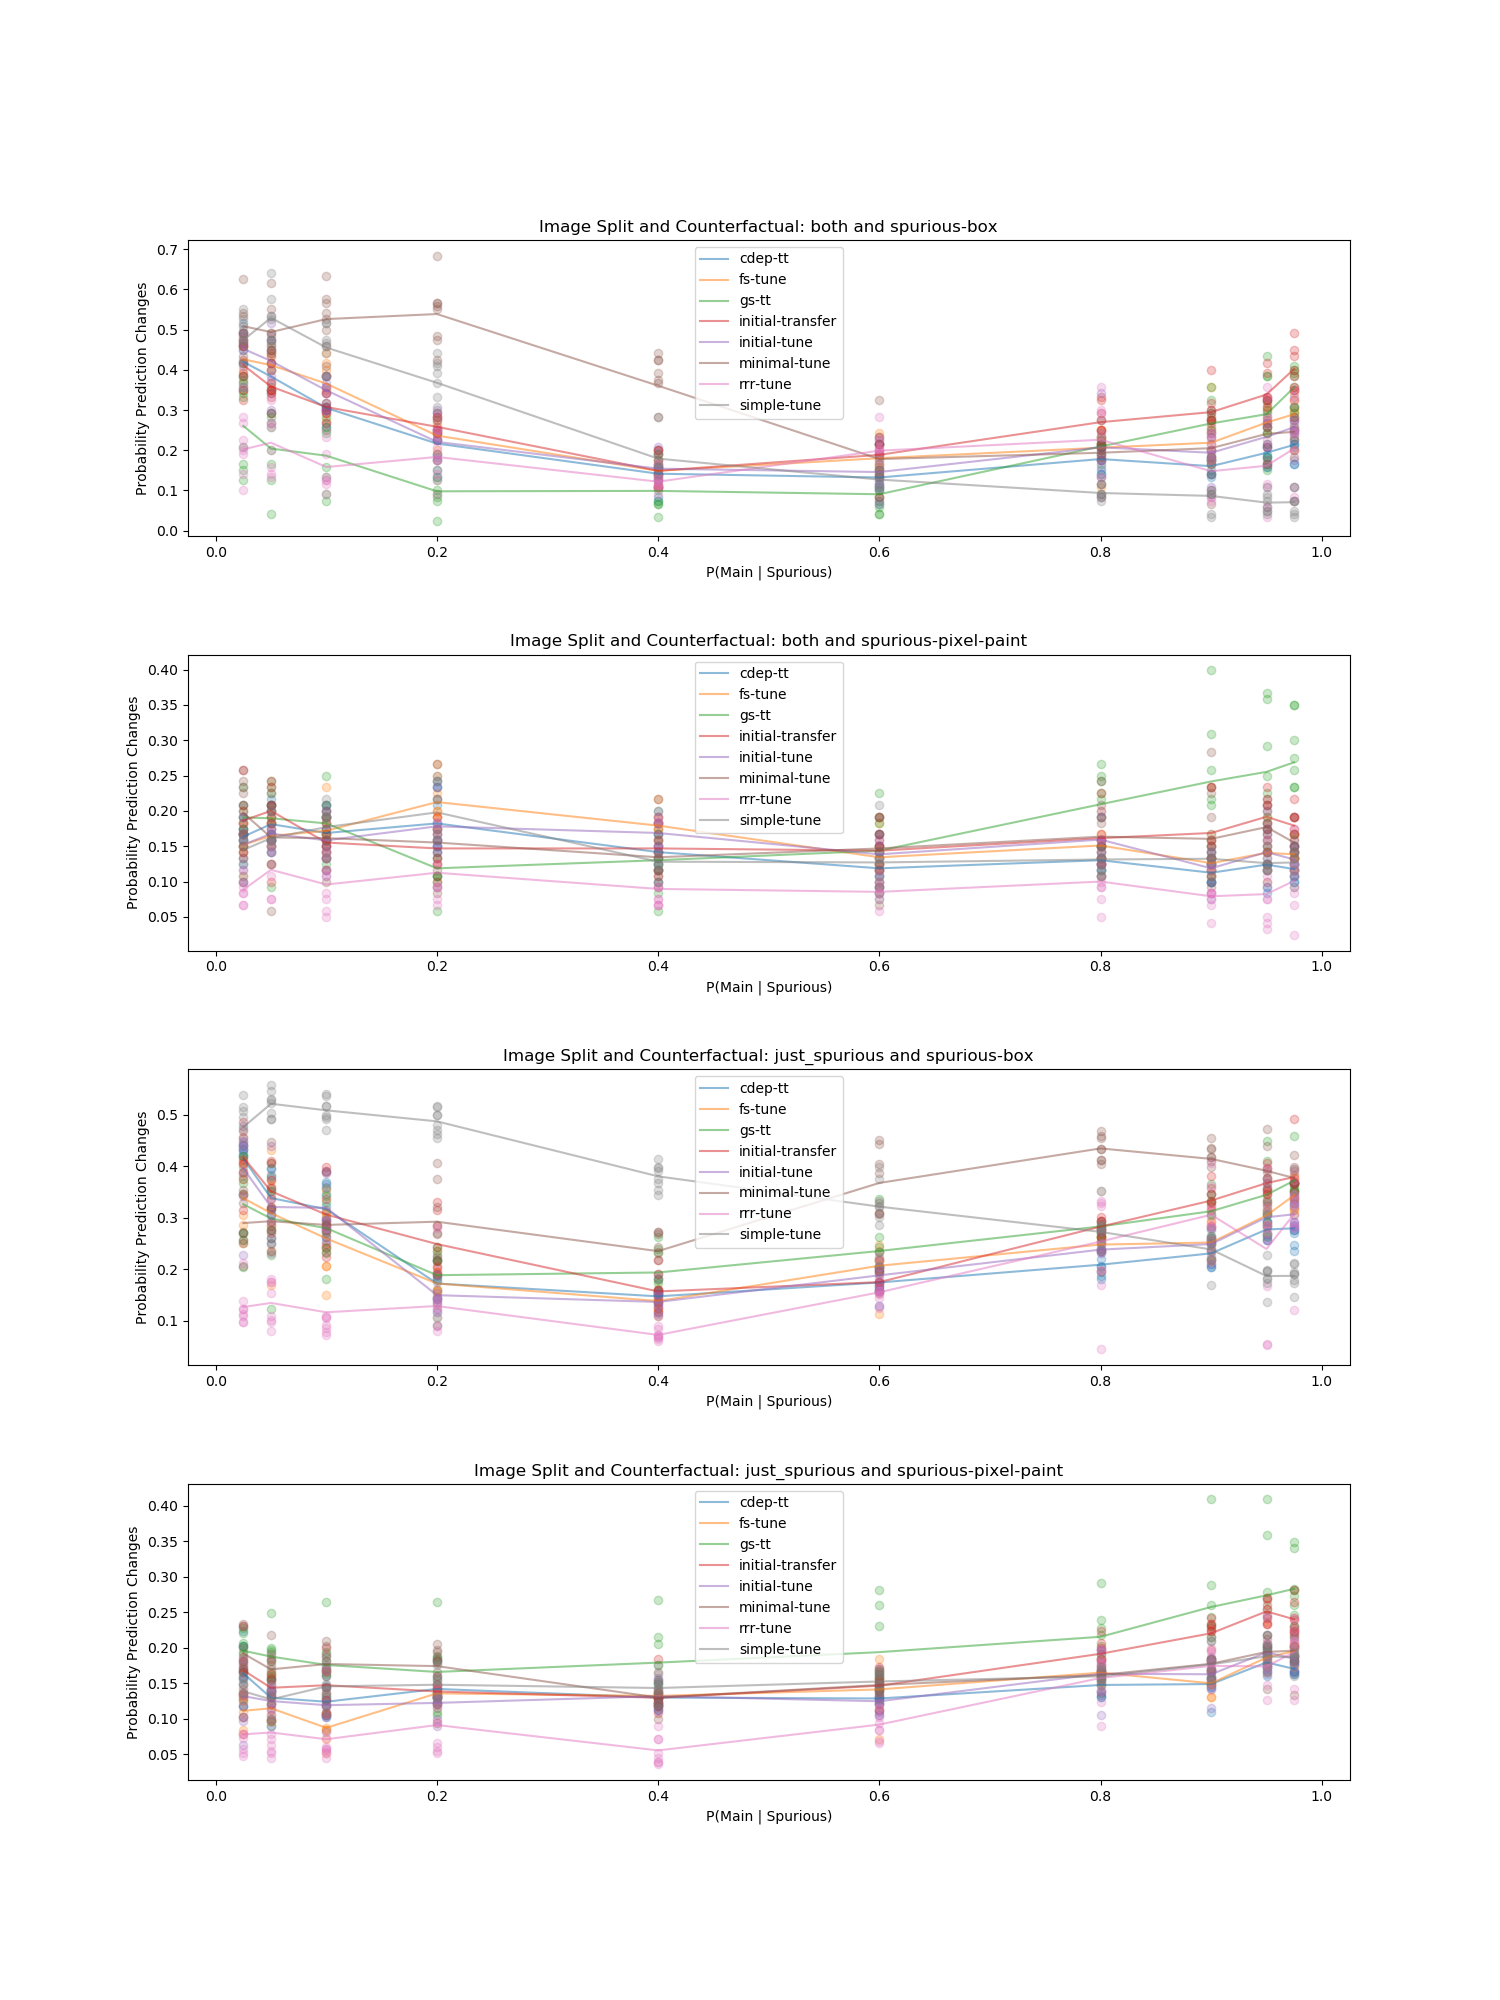 Image Split and Counterfactual: both and spurious-box
Probability Prediction Changes
0.7
0.6
0.5
0.4
0.3
0.2
0.1
0.0
cdep-tt
fs-tune
gs-tt
initial-transfer
initial-tune
minimal-tune
rrr-tune
simple-tune
0.0 0.2 0.4 0.6 0.8 1.0
P(Main | Spurious)
Image Split and Counterfactual: both and spurious-pixel-paint
Probability Prediction Changes
0.40
0.35
0.30
0.25
0.20
0.15
0.10
0.05
cdep-tt
fs-tune
gs-tt
initial-transfer
initial-tune
minimal-tune
rrr-tune
simple-tune
0.0 0.2 0.4 0.6 0.8 1.0
P(Main | Spurious)
Image Split and Counterfactual: just_spurious and spurious-box
Probability Prediction Changes
0.5
0.4
0.3
0.2
0.1
cdep-tt
fs-tune
gs-tt
initial-transfer
initial-tune
minimal-tune
rrr-tune
simple-tune
0.0 0.2 0.4 0.6 0.8 1.0
P(Main | Spurious)
Image Split and Counterfactual: just_spurious and spurious-pixel-paint
Probability Prediction Changes
0.40
0.35
0.30
0.25
0.20
0.15
0.10
0.05
cdep-tt
fs-tune
gs-tt
initial-transfer
initial-tune
minimal-tune
rrr-tune
simple-tune
0.0 0.2 0.4 0.6 0.8 1.0
P(Main | Spurious)